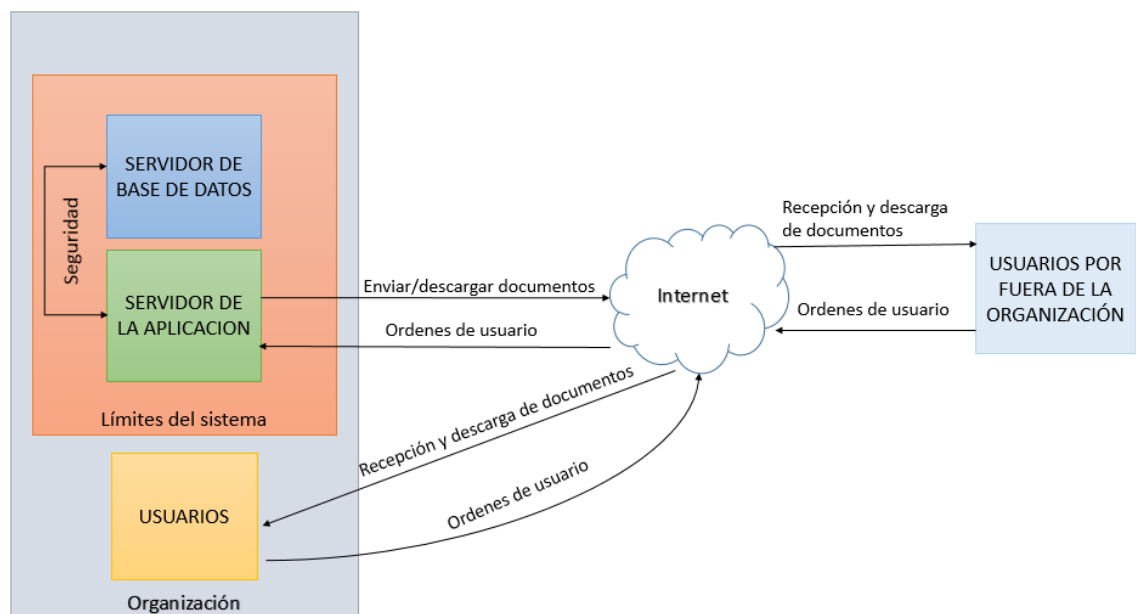 SERVIDOR DE
BASE DE DATOS
Seguridad
SERVIDOR DE
LA APLICACION
Límites del sistema
USUARIOS
Organización
Enviar/descargar documentos
Ordenes de usuario
Internet
Recepción y descarga
de documentos
Ordenes de usuario
USUARIOS POR
FUERA DE LA
ORGANIZACIÓN
Recepción y descarga de documentos
Ordenes de usuario